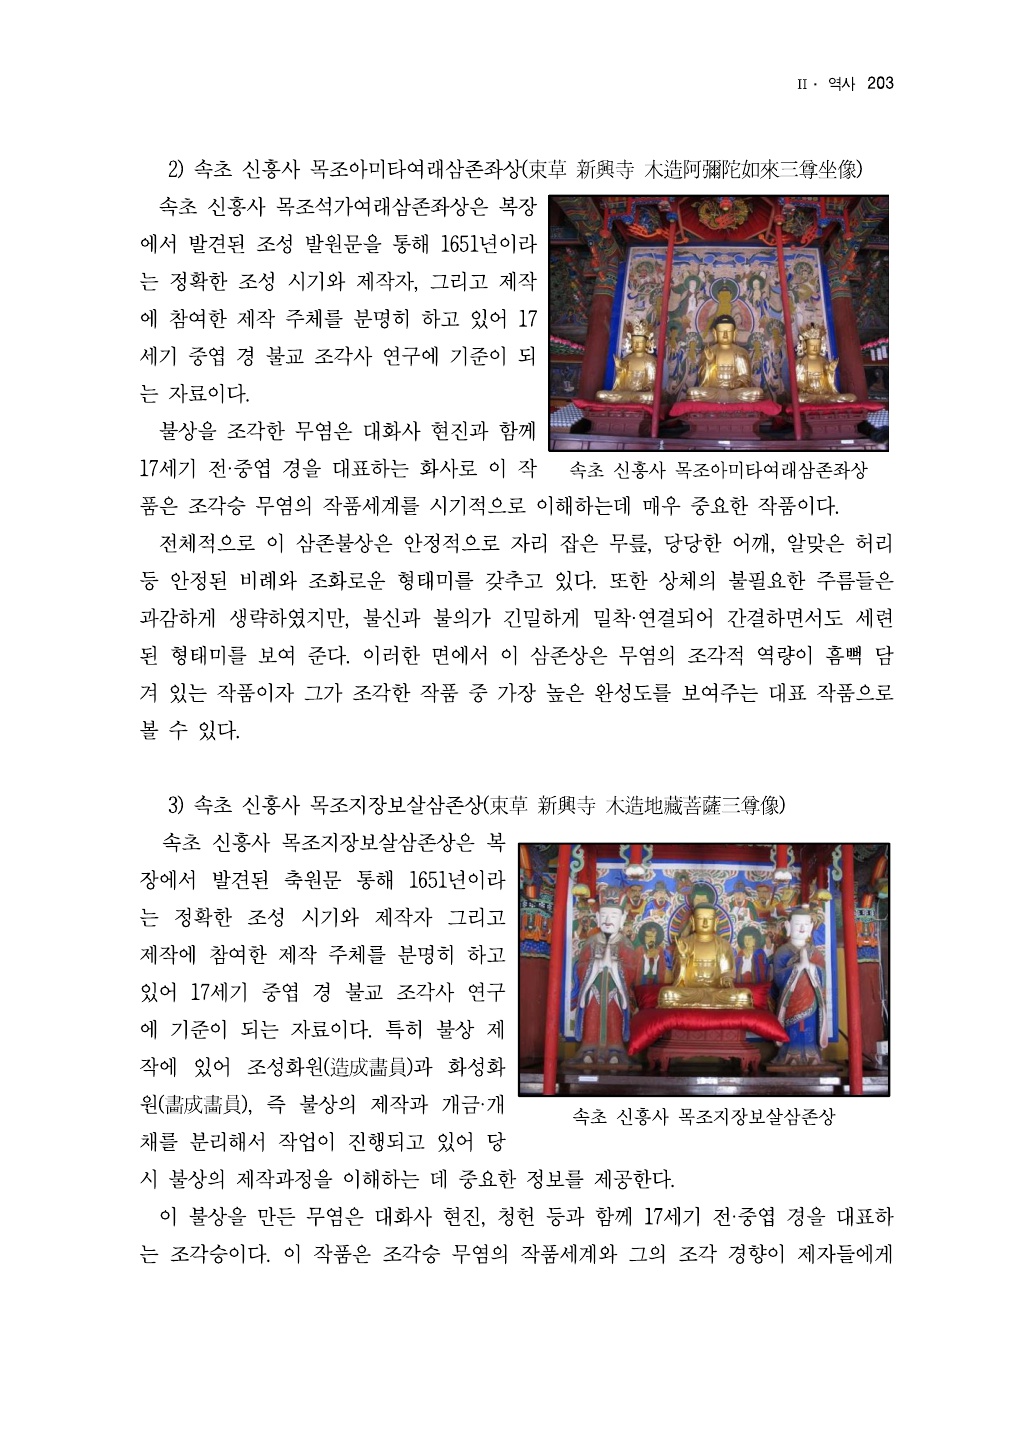 II · 역사 203
2) 속초 신흥사 목조아미타여래삼존좌상(束草 新興寺 木造阿彌陀如來三尊坐像)
속초 신흥사 목조석가여래삼존좌상은 복장
에서 발견된 조성 발원문을 통해 1651년이라
는 정확한 조성 시기와 제작자, 그리고 제작
에 참여한 제작 주체를 분명히 하고 있어 17
세기 중엽 경 불교 조각사 연구에 기준이 되
는 자료이다.
불상을 조각한 무염은 대화사 현진과 함께
17세기 전·중엽 경을 대표하는 화사로 이 작
속초 신흥사 목조아미타여래삼존좌상
품은 조각승 무염의 작품세계를 시기적으로 이해하는데 매우 중요한 작품이다.
전체적으로 이 삼존불상은 안정적으로 자리 잡은 무릎, 당당한 어깨, 알맞은 허리
등 안정된 비례와 조화로운 형태미를 갖추고 있다. 또한 상체의 불필요한 주름들은
과감하게 생략하였지만, 불신과 불의가 긴밀하게 밀착·연결되어 간결하면서도 세련
된 형태미를 보여 준다. 이러한 면에서 이 삼존상은 무염의 조각적 역량이 흠뻑 담
겨 있는 작품이자 그가 조각한 작품 중 가장 높은 완성도를 보여주는 대표 작품으로
볼 수 있다.
3) 속초 신흥사 목조지장보살삼존상(束草 新興寺 木造地藏菩薩三尊像)
속초 신흥사 목조지장보살삼존상은 복
장에서 발견된 축원문 통해 1651년이라
는 정확한 조성 시기와 제작자 그리고
제작에 참여한 제작 주체를 분명히 하고
있어 17세기 중엽 경 불교 조각사 연구
에 기준이 되는 자료이다. 특히 불상 제
작에 있어 조성화원(造成畵員)과 화성화
원(畵成畵員), 즉 불상의 제작과 개금·개
채를 분리해서 작업이 진행되고 있어 당
속초 신흥사 목조지장보살삼존상
시 불상의 제작과정을 이해하는 데 중요한 정보를 제공한다.
이 불상을 만든 무염은 대화사 현진, 청헌 등과 함께 17세기 전·중엽 경을 대표하
는 조각승이다. 이 작품은 조각승 무염의 작품세계와 그의 조각 경향이 제자들에게